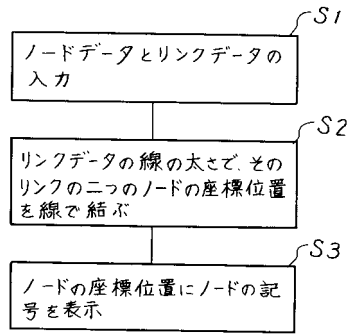 S1
ノードデータとリンクデータの
入力
S2
リンクデータの線の太さで、その
リンクの二つのノードの座標位置
を線で結ぶ
S3
ノードの座標位置にノードの記
号を表示